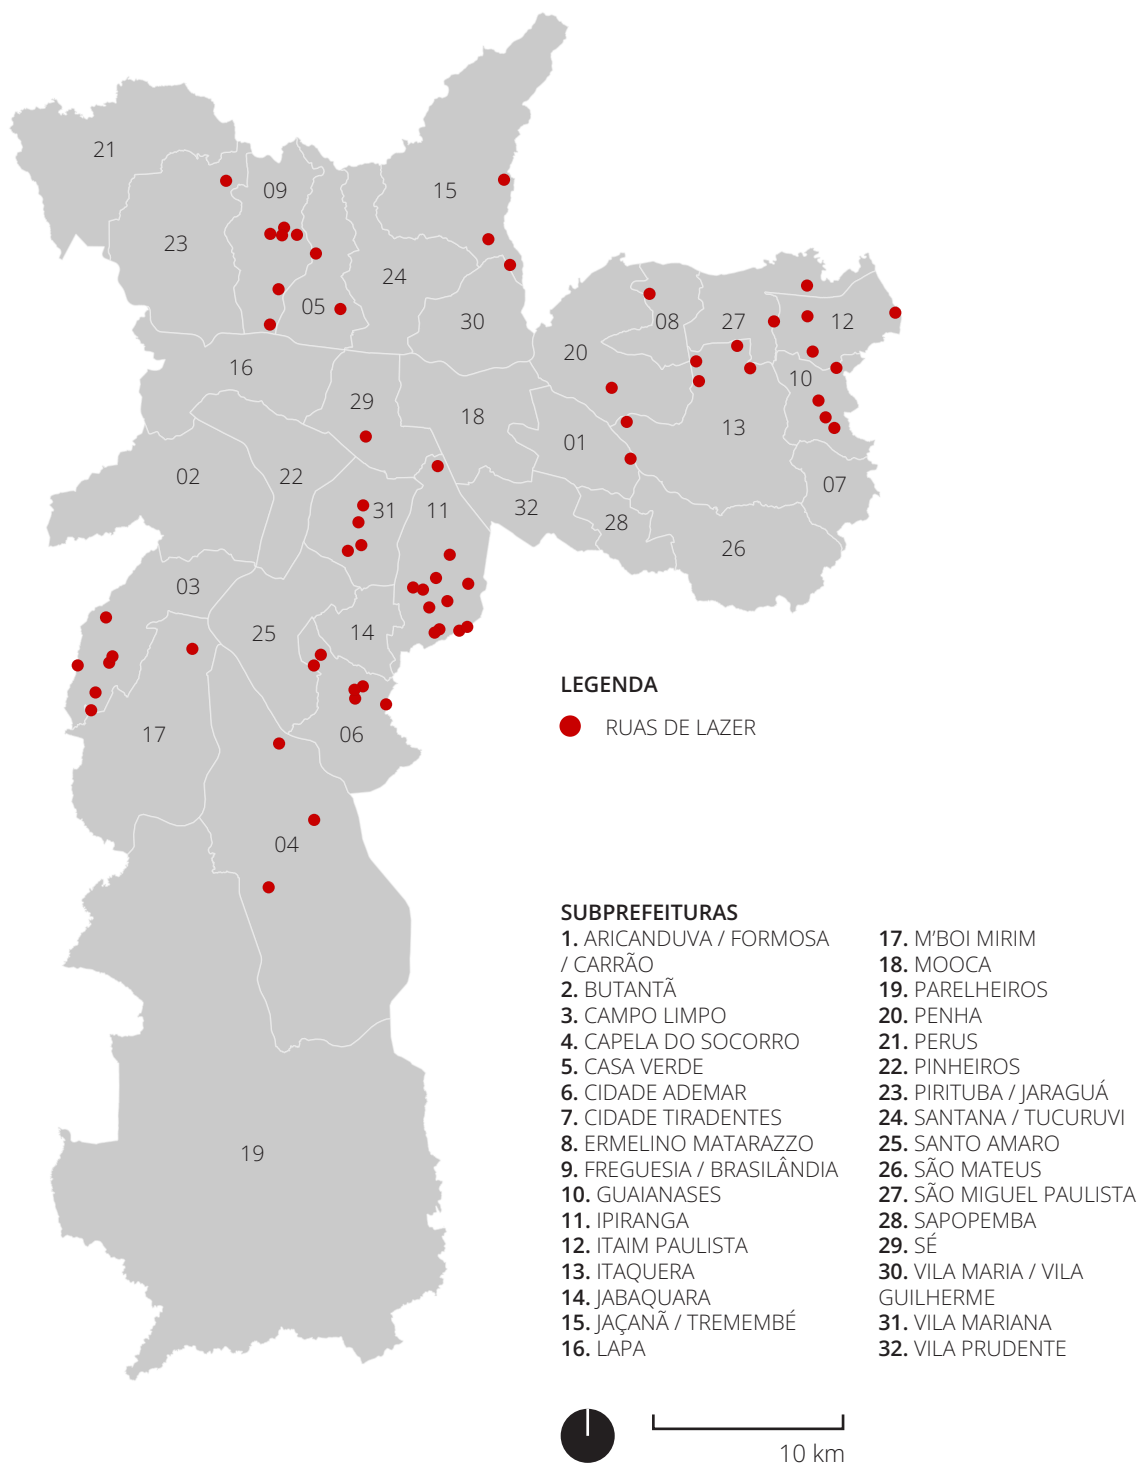 21
09
15
23
24
05
30
08
27
12
20
16
10
29
18
13
01
02
22
07
31
11
32
28
26
03
25
14
17
06
04
19
LEGENDA
RUAS DE LAZER
SUBPREFEITURAS
1. ARICANDUVA / FORMOSA
/ CARRÃO
2. BUTANTÃ
3. CAMPO LIMPO
4. CAPELA DO SOCORRO
5. CASA VERDE
6. CIDADE ADEMAR
7. CIDADE TIRADENTES
8. ERMELINO MATARAZZO
9. FREGUESIA / BRASILÂNDIA
10. GUAIANASES
11. IPIRANGA
12. ITAIM PAULISTA
13. ITAQUERA
14. JABAQUARA
15. JAÇANÃ / TREMEMBÉ
16. LAPA
17. M'BOI MIRIM
18. MOOCA
19. PARELHEIROS
20. PENHA
21. PERUS
22. PINHEIROS
23. PIRITUBA / JARAGUÁ
24. SANTANA / TUCURUVI
25. SANTO AMARO
26. SÃO MATEUS
27. SÃO MIGUEL PAULISTA
28. SAPOPEMBA
29. SÉ
30. VILA MARIA / VILA
GUILHERME
31. VILA MARIANA
32. VILA PRUDENTE
10 km